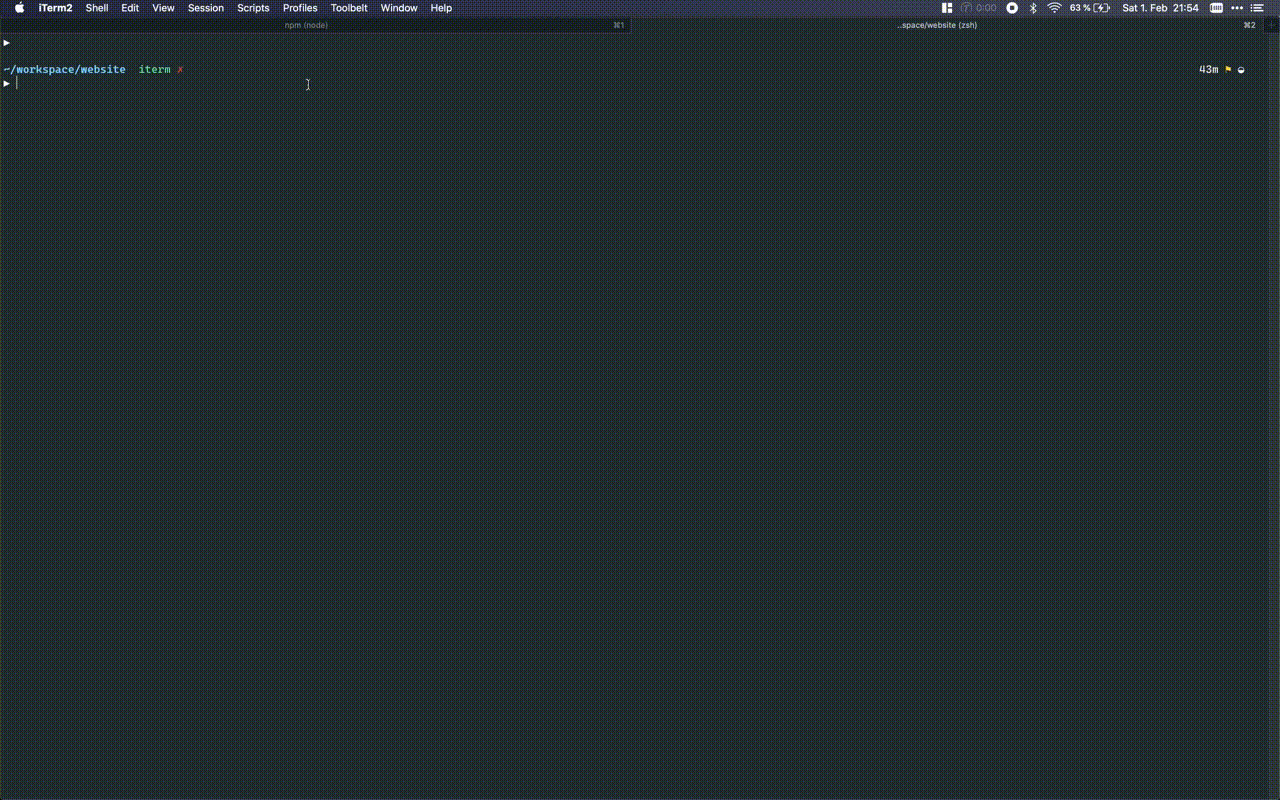 iTerm2 Shell Edit View Session Scripts Profiles Toolbelt Window Help 0:00 63 % Sat 1. Feb 21:54
npm (node) ⌘1 ..space/website (zsh) ⌘2 +
▶
~/workspace/website iterm ✗ 43m ⚑ ◒
▶